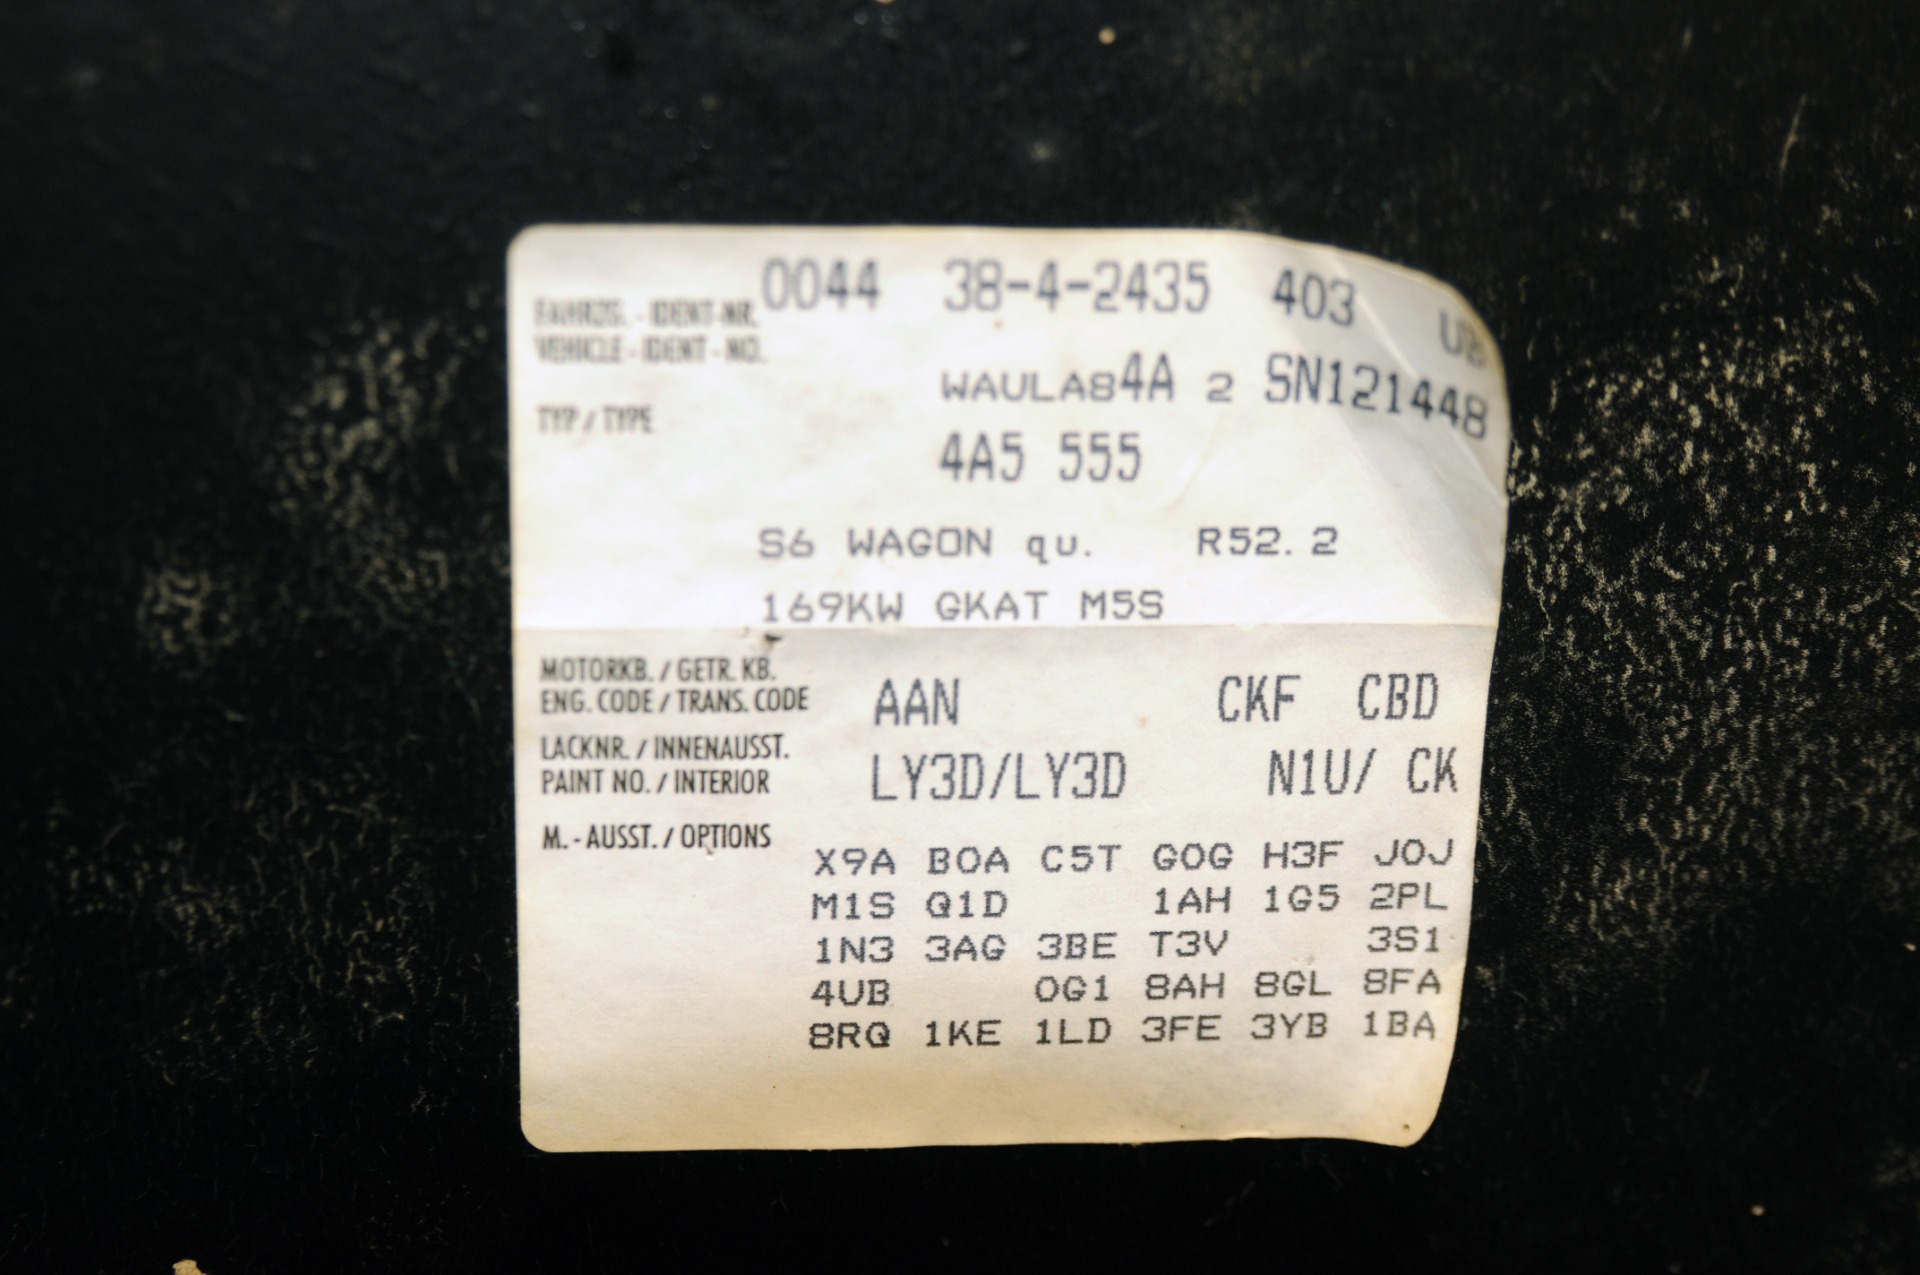 0044 38-4-2435 403 UB
FAHRZG. - IDENT-NR.
VEHICLE - IDENT - NO.
WAULA84A 2 SN121448
TYP / TYPE
4A5 555
S6 WAGON qu. R52. 2
169KW GKAT M5S
MOTORKB. / GETR. KB.
ENG. CODE / TRANS. CODE AAN CKF CBD
LACKNR. / INNENAUSST.
PAINT NO. / INTERIOR LY3D/LY3D N1U/ CK
M. - AUSST. / OPTIONS
X9A B0A C5T G0G H3F J0J
M1S Q1D 1AH 1G5 2PL
1N3 3AG 3BE T3V 3S1
4UB 0G1 8AH 8GL 8FA
8RQ 1KE 1LD 3FE 3YB 1BA